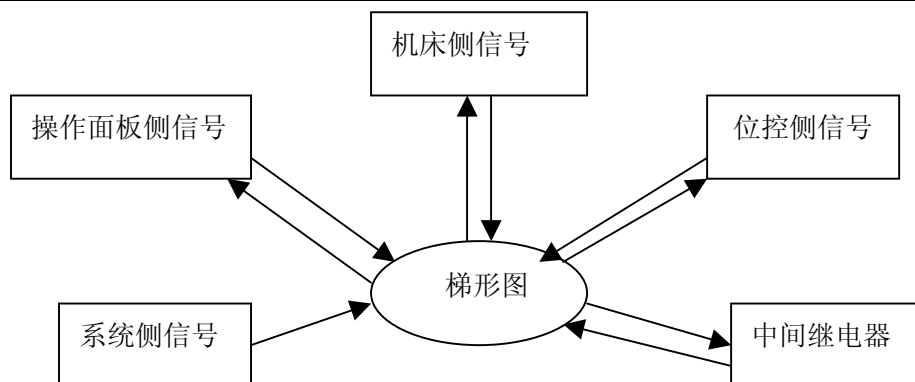 机床侧信号
操作面板侧信号
位控侧信号
梯形图
系统侧信号
中间继电器